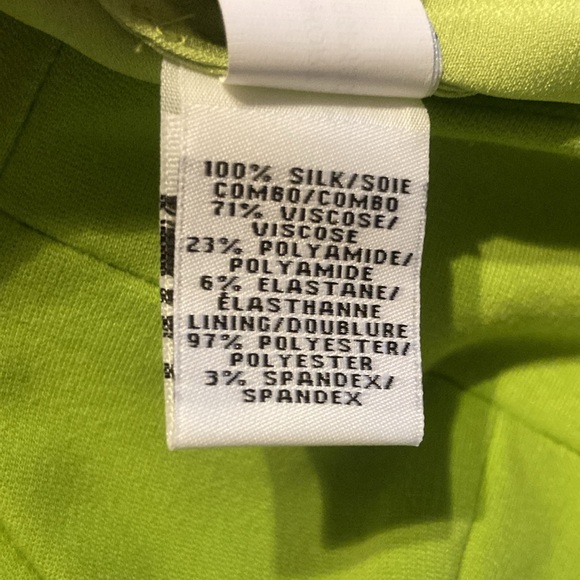 100% SILK/SOIE
COMBO/COMBO
71% VISCOSE/
VISCOSE
23% POLYAMIDE/
POLYAMIDE
6% ELASTANE/
ÉLASTHANNE
LINING/DOUBLURE
97% POLYESTER/
POLYESTER
3% SPANDEX/
SPANDEX